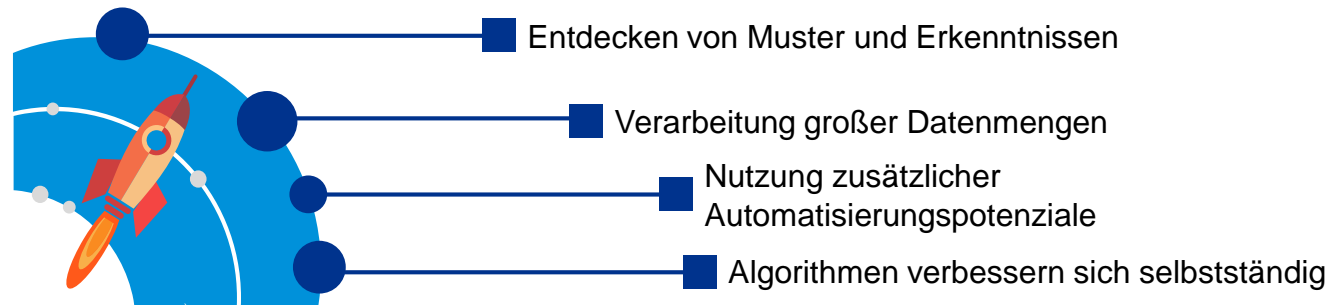 Entdecken von Muster und Erkenntnissen
Verarbeitung großer Datenmengen
Nutzung zusätzlicher
Automatisierungspotenziale
Algorithmen verbessern sich selbstständig